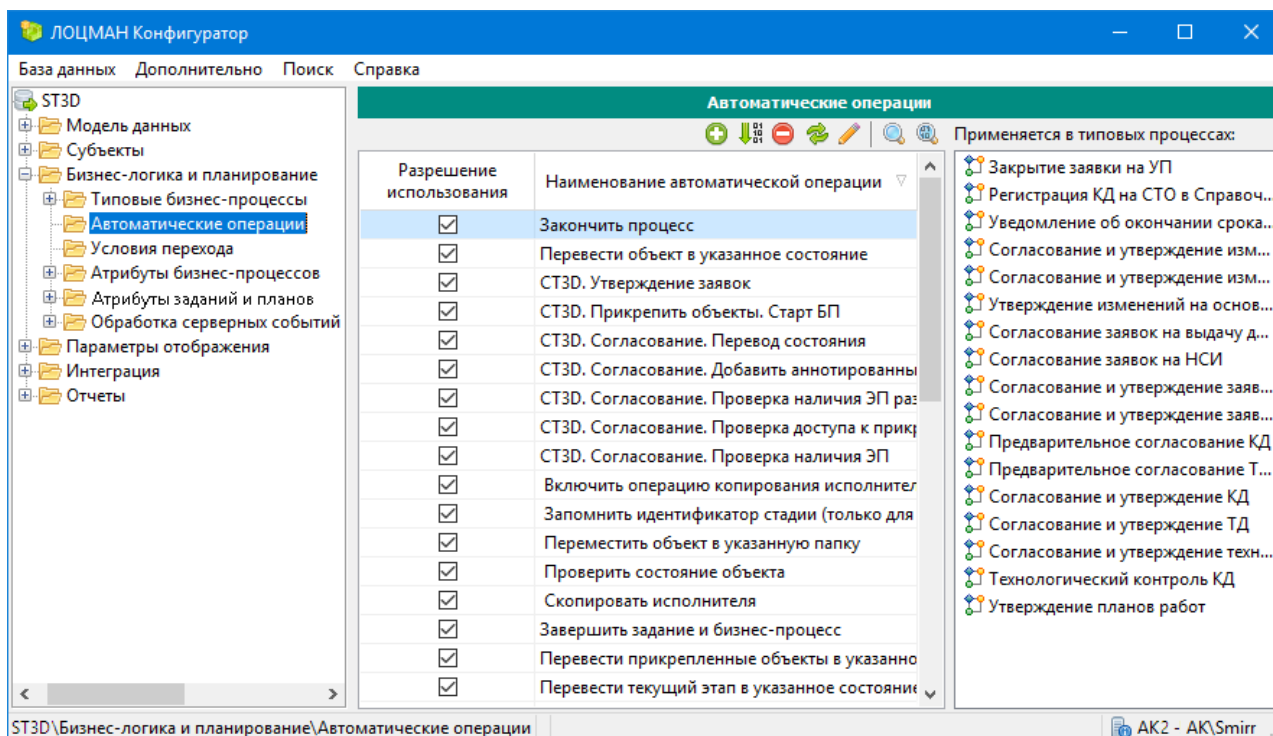 ЛОЦМАН Конфигуратор
База данных Дополнительно Поиск Справка
ST3D
Модель данных
Субъекты
Бизнес-логика и планирование
Типовые бизнес-процессы
Автоматические операции
Условия перехода
Атрибуты бизнес-процессов
Атрибуты заданий и планов
Обработка серверных событий
Параметры отображения
Интеграция
Отчеты
Автоматические операции
Разрешение
использования
Наименование автоматической операции
Закончить процесс
Перевести объект в указанное состояние
СТ3D. Утверждение заявок
СТ3D. Прикрепить объекты. Старт БП
СТ3D. Согласование. Перевод состояния
СТ3D. Согласование. Добавить аннотированны
СТ3D. Согласование. Проверка наличия ЭП раз
СТ3D. Согласование. Проверка доступа к прикр
СТ3D. Согласование. Проверка наличия ЭП
Включить операцию копирования исполнител
Запомнить идентификатор стадии (только для
Переместить объект в указанную папку
Проверить состояние объекта
Скопировать исполнителя
Завершить задание и бизнес-процесс
Перевести прикрепленные объекты в указанно
Перевести текущий этап в указанное состояние
Применяется в типовых процессах:
Закрытие заявки на УП
Регистрация КД на СТО в Справоч...
Уведомление об окончании срока...
Согласование и утверждение изм...
Согласование и утверждение изм...
Утверждение изменений на основ...
Согласование заявок на выдачу д...
Согласование заявок на НСИ
Согласование и утверждение заяв...
Согласование и утверждение заяв...
Предварительное согласование КД
Предварительное согласование Т...
Согласование и утверждение КД
Согласование и утверждение ТД
Согласование и утверждение техн...
Технологический контроль КД
Утверждение планов работ
ST3D\Бизнес-логика и планирование\Автоматические операции
AK2 - AK\Smirr